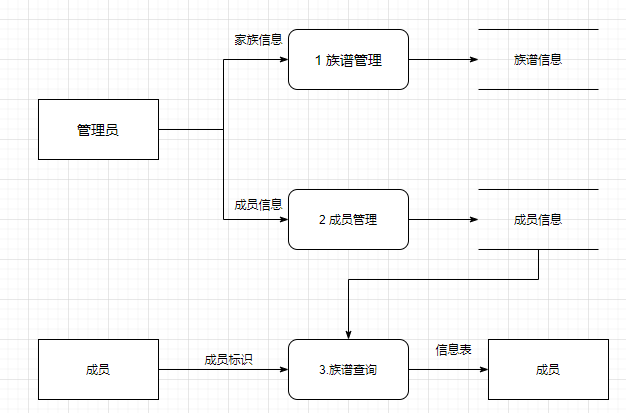 家族信息
1 族谱管理
族谱信息
管理员
成员信息
2 成员管理
成员信息
成员
成员标识
3.族谱查询
信息表
成员